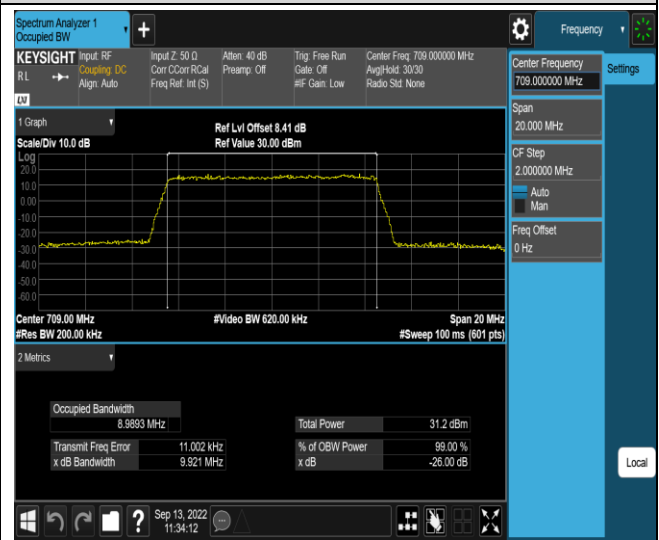 Spectrum Analyzer 1
Occupied BW
+
Frequency
KEYSIGHT
R L
LXI
Input: RF
Coupling: DC
Align: Auto
Input Z: 50 Ω
Corr CCorr RCal
Freq Ref: Int (S)
Atten: 40 dB
Preamp: Off
Trig: Free Run
Gate: Off
#IF Gain: Low
Center Freq: 709.000000 MHz
Avg|Hold: 30/30
Radio Std: None
Center Frequency
709.000000 MHz
Settings
Span
20.000 MHz
CF Step
2.000000 MHz
Auto
Man
Freq Offset
0 Hz
Local
1 Graph
Scale/Div 10.0 dB
Ref Lvl Offset 8.41 dB
Ref Value 30.00 dBm
Log
20.0
10.0
0.00
-10.0
-20.0
-30.0
-40.0
-50.0
-60.0
Center 709.00 MHz
#Video BW 620.00 kHz
Span 20 MHz
#Res BW 200.00 kHz
#Sweep 100 ms (601 pts)
2 Metrics
Occupied Bandwidth
8.9893 MHz
Total Power 31.2 dBm
Transmit Freq Error 11.002 kHz
% of OBW Power 99.00 %
x dB Bandwidth 9.921 MHz
x dB -26.00 dB
?
Sep 13, 2022
11:34:12